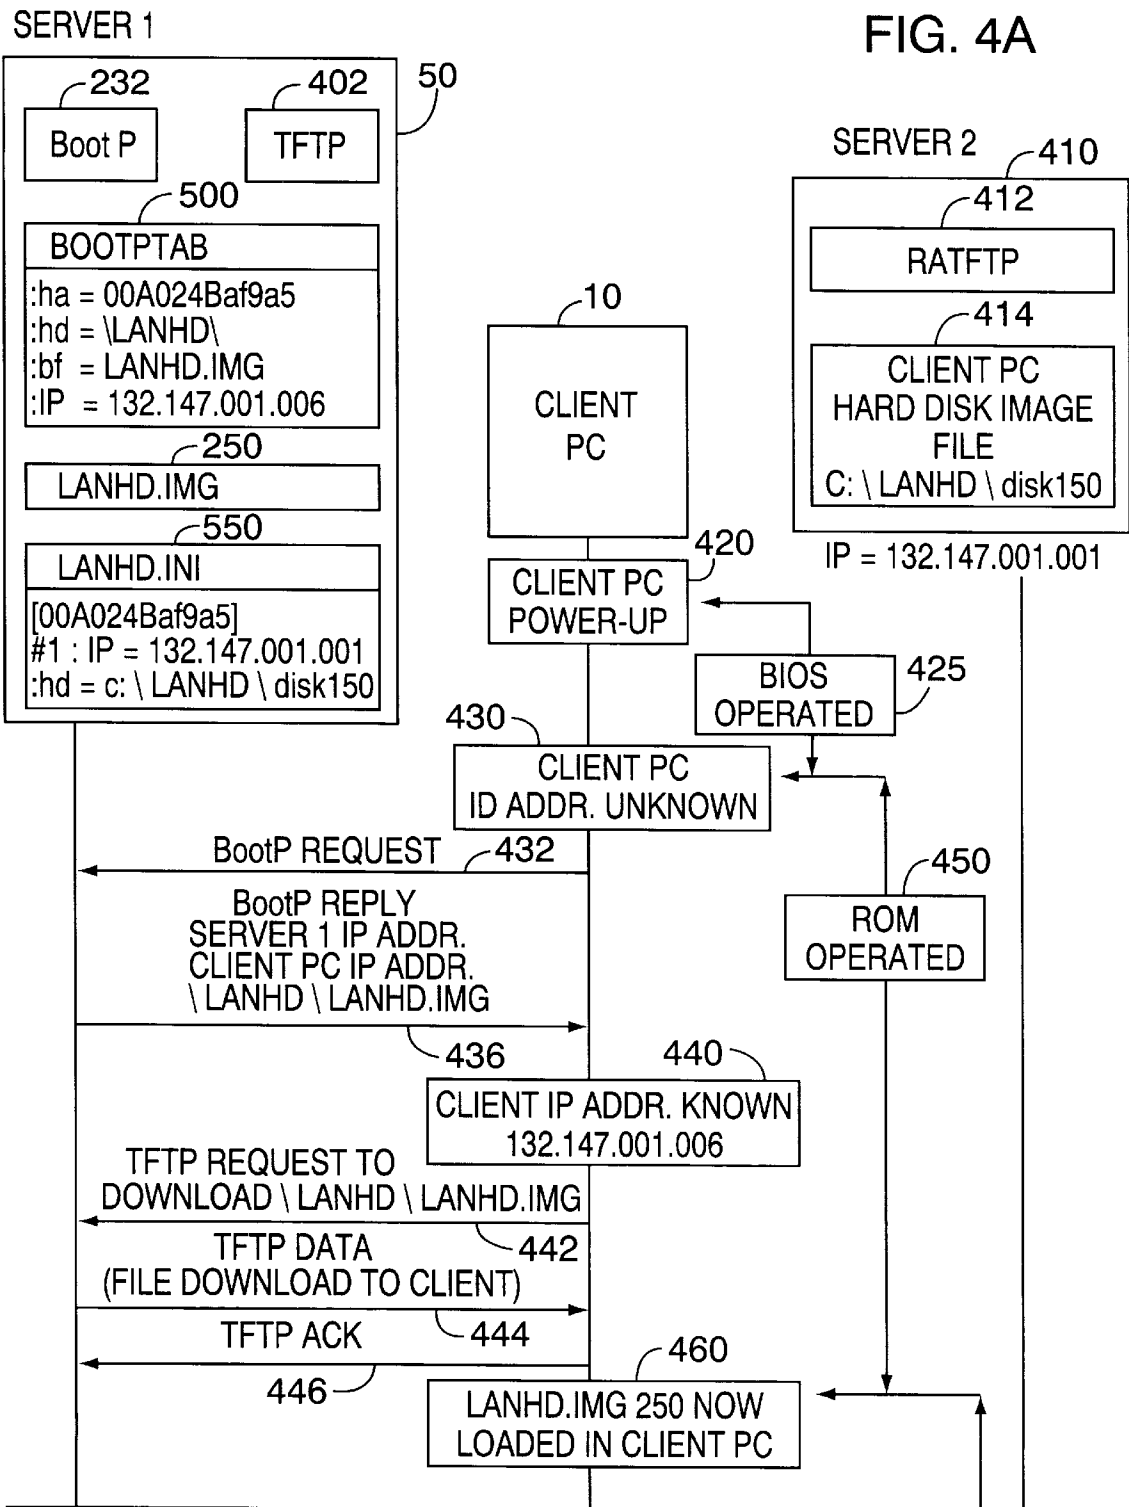 SERVER 1
FIG. 4A
50
232
402
Boot P
TFTP
500
BOOTPTAB
:ha = 00A024Baf9a5
:hd = \LANHD\
:bf = LANHD.IMG
:IP = 132.147.001.006
250
LANHD.IMG
550
LANHD.INI
[00A024Baf9a5]
#1 : IP = 132.147.001.001
:hd = c: \ LANHD \ disk150
SERVER 2
410
412
RATFTP
414
CLIENT PC
HARD DISK IMAGE
FILE
C: \ LANHD \ disk150
IP = 132.147.001.001
10
CLIENT
PC
420
CLIENT PC
POWER-UP
BIOS
OPERATED
425
430
CLIENT PC
ID ADDR. UNKNOWN
BootP REQUEST
432
450
ROM
OPERATED
BootP REPLY
SERVER 1 IP ADDR.
CLIENT PC IP ADDR.
\ LANHD \ LANHD.IMG
436
440
CLIENT IP ADDR. KNOWN
132.147.001.006
TFTP REQUEST TO
DOWNLOAD \ LANHD \ LANHD.IMG
442
TFTP DATA
(FILE DOWNLOAD TO CLIENT)
444
TFTP ACK
446
460
LANHD.IMG 250 NOW
LOADED IN CLIENT PC